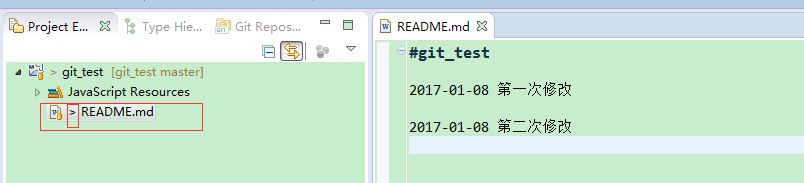 Project E...
Type Hie...
Git Repos...
> git_test [git_test master]
JavaScript Resources
> README.md
README.md
#git_test
2017-01-08 第一次修改
2017-01-08 第二次修改